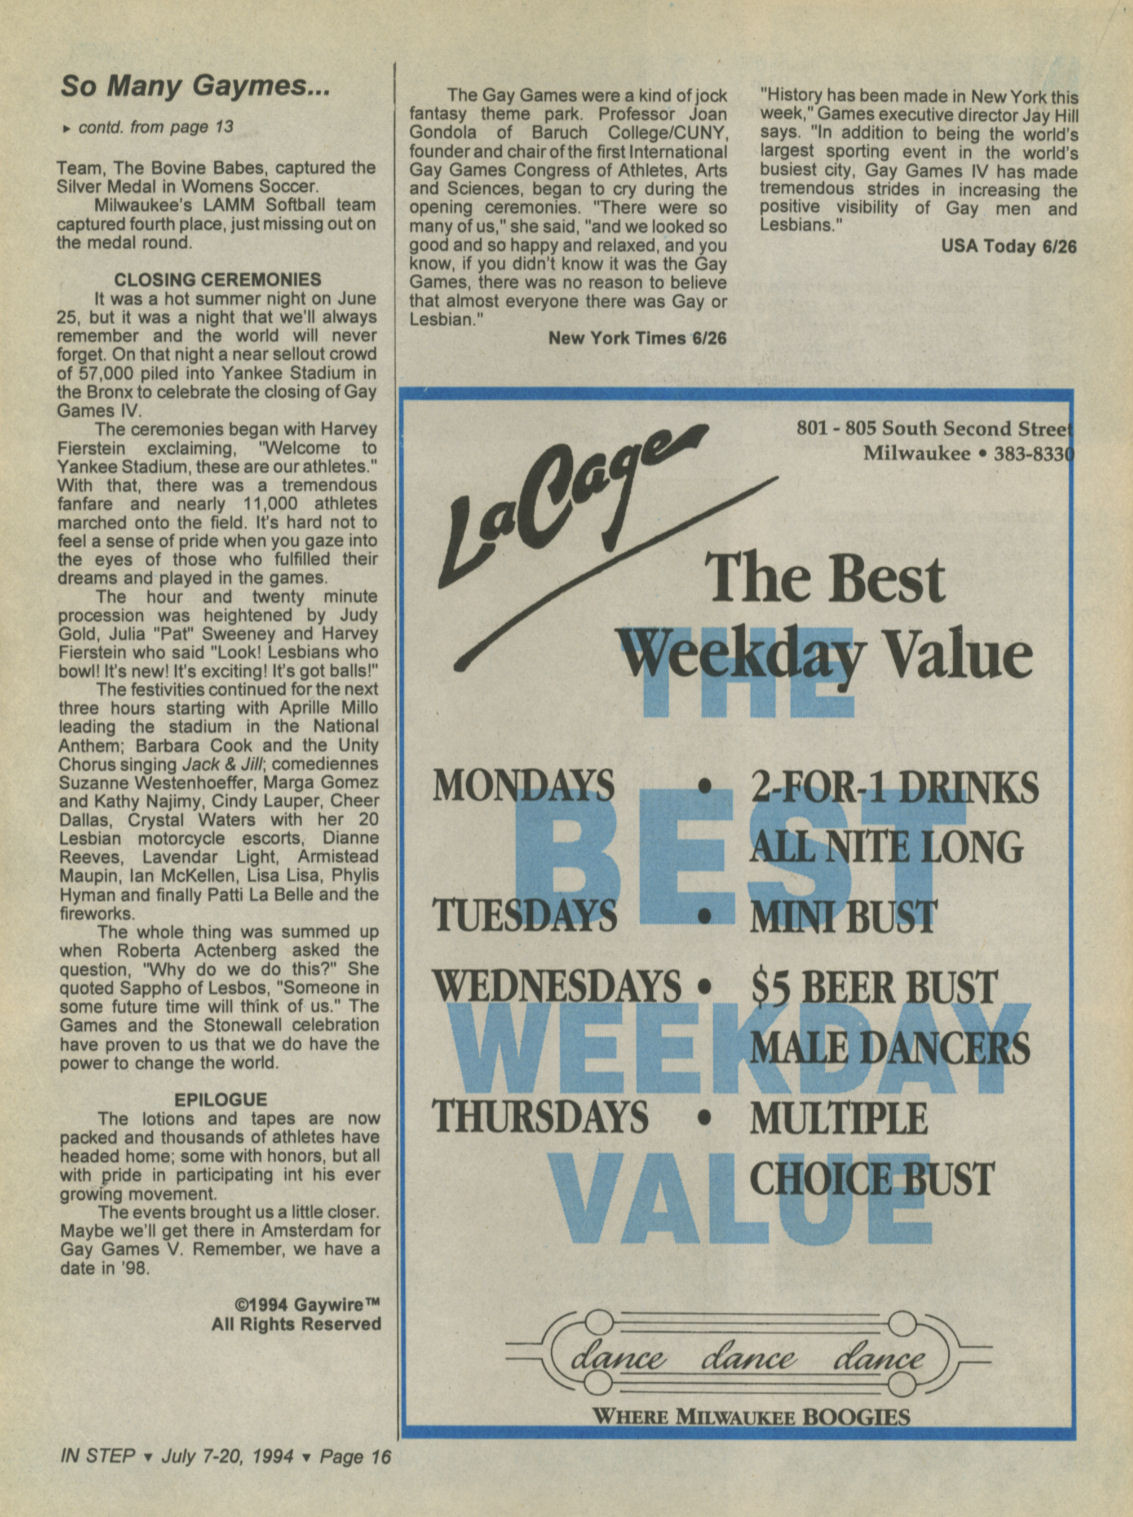 So Many Gaymes...
▸ contd. from page 13
Team, The Bovine Babes, captured the
Silver Medal in Womens Soccer.
Milwaukee's LAMM Softball team
captured fourth place, just missing out on
the medal round.
CLOSING CEREMONIES
It was a hot summer night on June
25, but it was a night that we'll always
remember and the world will never
forget. On that night a near sellout crowd
of 57,000 piled into Yankee Stadium in
the Bronx to celebrate the closing of Gay
Games IV.
The ceremonies began with Harvey
Fierstein exclaiming, "Welcome to
Yankee Stadium, these are our athletes."
With that, there was a tremendous
fanfare and nearly 11,000 athletes
marched onto the field. It's hard not to
feel a sense of pride when you gaze into
the eyes of those who fulfilled their
dreams and played in the games.
The hour and twenty minute
procession was heightened by Judy
Gold, Julia "Pat" Sweeney and Harvey
Fierstein who said "Look! Lesbians who
bowl! It's new! It's exciting! It's got balls!"
The festivities continued for the next
three hours starting with Aprille Millo
leading the stadium in the National
Anthem; Barbara Cook and the Unity
Chorus singing Jack & Jill; comediennes
Suzanne Westenhoeffer, Marga Gomez
and Kathy Najimy, Cindy Lauper, Cheer
Dallas, Crystal Waters with her 20
Lesbian motorcycle escorts, Dianne
Reeves, Lavendar Light, Armistead
Maupin, Ian McKellen, Lisa Lisa, Phylis
Hyman and finally Patti La Belle and the
fireworks.
The whole thing was summed up
when Roberta Actenberg asked the
question, "Why do we do this?" She
quoted Sappho of Lesbos, "Someone in
some future time will think of us." The
Games and the Stonewall celebration
have proven to us that we do have the
power to change the world.
EPILOGUE
The lotions and tapes are now
packed and thousands of athletes have
headed home; some with honors, but all
with pride in participating int his ever
growing movement.
The events brought us a little closer.
Maybe we'll get there in Amsterdam for
Gay Games V. Remember, we have a
date in '98.
©1994 Gaywire™
All Rights Reserved
The Gay Games were a kind of jock
fantasy theme park. Professor Joan
Gondola of Baruch College/CUNY,
founder and chair of the first International
Gay Games Congress of Athletes, Arts
and Sciences, began to cry during the
opening ceremonies. "There were so
many of us," she said, "and we looked so
good and so happy and relaxed, and you
know, if you didn't know it was the Gay
Games, there was no reason to believe
that almost everyone there was Gay or
Lesbian."
New York Times 6/26
"History has been made in New York this
week," Games executive director Jay Hill
says. "In addition to being the world's
largest sporting event in the world's
busiest city, Gay Games IV has made
tremendous strides in increasing the
positive visibility of Gay men and
Lesbians."
USA Today 6/26
LaCage
801 - 805 South Second Street
Milwaukee • 383-8330
The Best
Weekday Value
THE
BEST
WEEKDAY
VALUE
MONDAYS • 2-FOR-1 DRINKS
ALL NITE LONG
TUESDAYS • MINI BUST
WEDNESDAYS • $5 BEER BUST
MALE DANCERS
THURSDAYS • MULTIPLE
CHOICE BUST
dance dance dance
WHERE MILWAUKEE BOOGIES
IN STEP ▾ July 7-20, 1994 ▾ Page 16